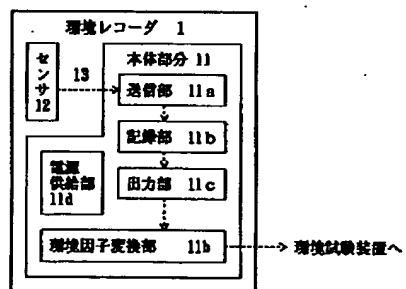 環境レコーダ 1
センサ 12
13
本体部分 11
送信部 11a
記録部 11b
電源
供給部
11d
出力部 11c
環境因子変換部 11b
環境試験装置へ